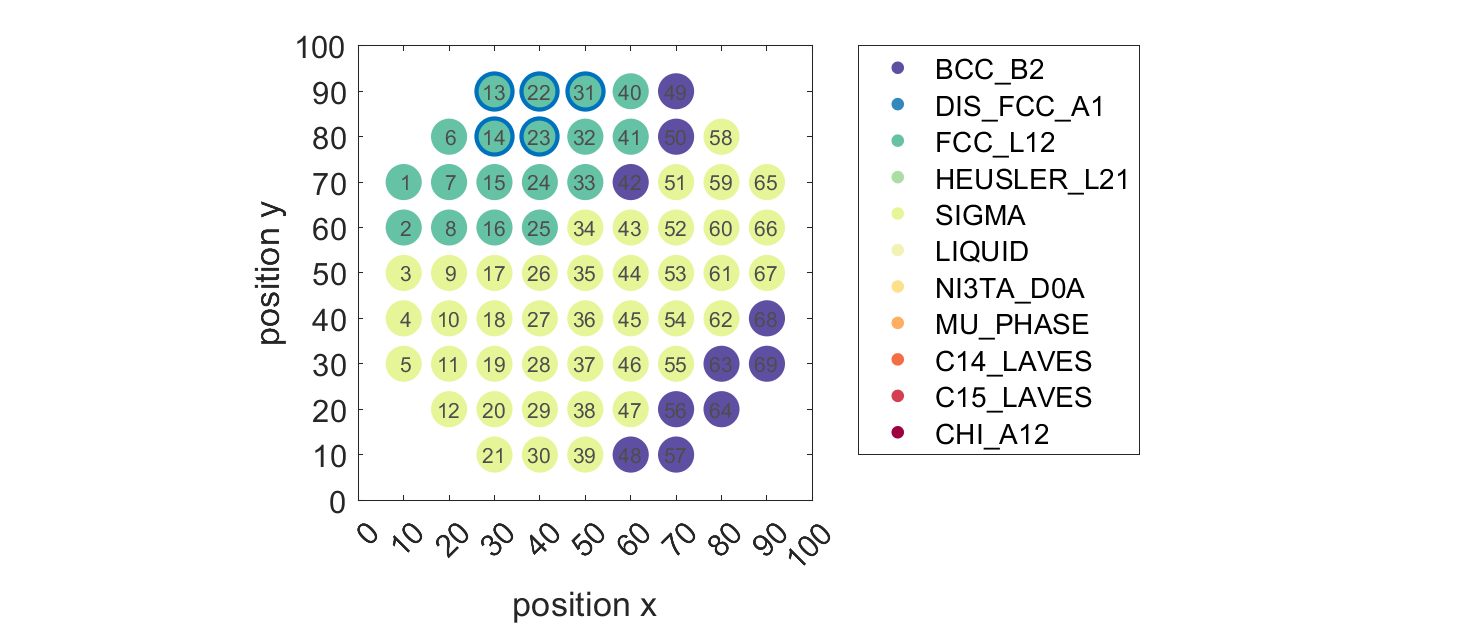 100
90 13 22 31 40 49
80 6 14 23 32 41 50 58
70 1 7 15 24 33 42 51 59 65
60 2 8 16 25 34 43 52 60 66
50 3 9 17 26 35 44 53 61 67
40 4 10 18 27 36 45 54 62 68
30 5 11 19 28 37 46 55 63 69
20 12 20 29 38 47 56 64
10 21 30 39 48 57
0
0 10 20 30 40 50 60 70 80 90 100
position x
position y
BCC_B2
DIS_FCC_A1
FCC_L12
HEUSLER_L21
SIGMA
LIQUID
NI3TA_D0A
MU_PHASE
C14_LAVES
C15_LAVES
CHI_A12